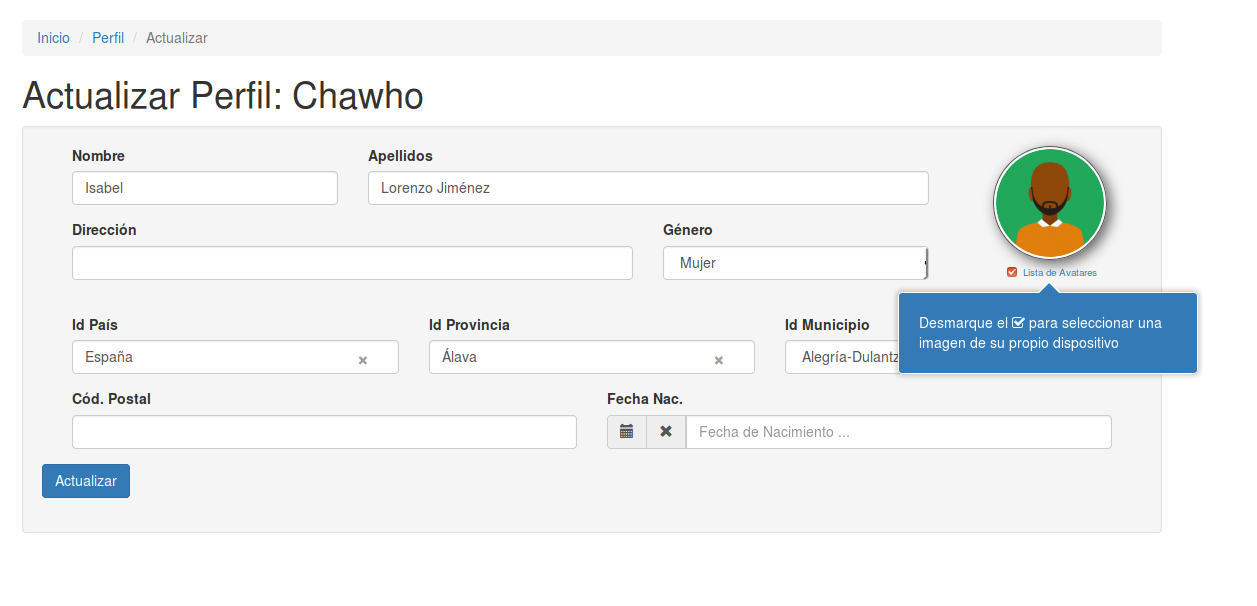 Inicio / Perfil / Actualizar
Actualizar Perfil: Chawho
Nombre
Apellidos
Isabel
Lorenzo Jiménez
Dirección
Género
Mujer
Lista de Avatares
Desmarque el para seleccionar una
imagen de su propio dispositivo
Id País
Id Provincia
Id Municipio
España ×
Álava ×
Alegría-Dulantz
Cód. Postal
Fecha Nac.
Fecha de Nacimiento ...
Actualizar